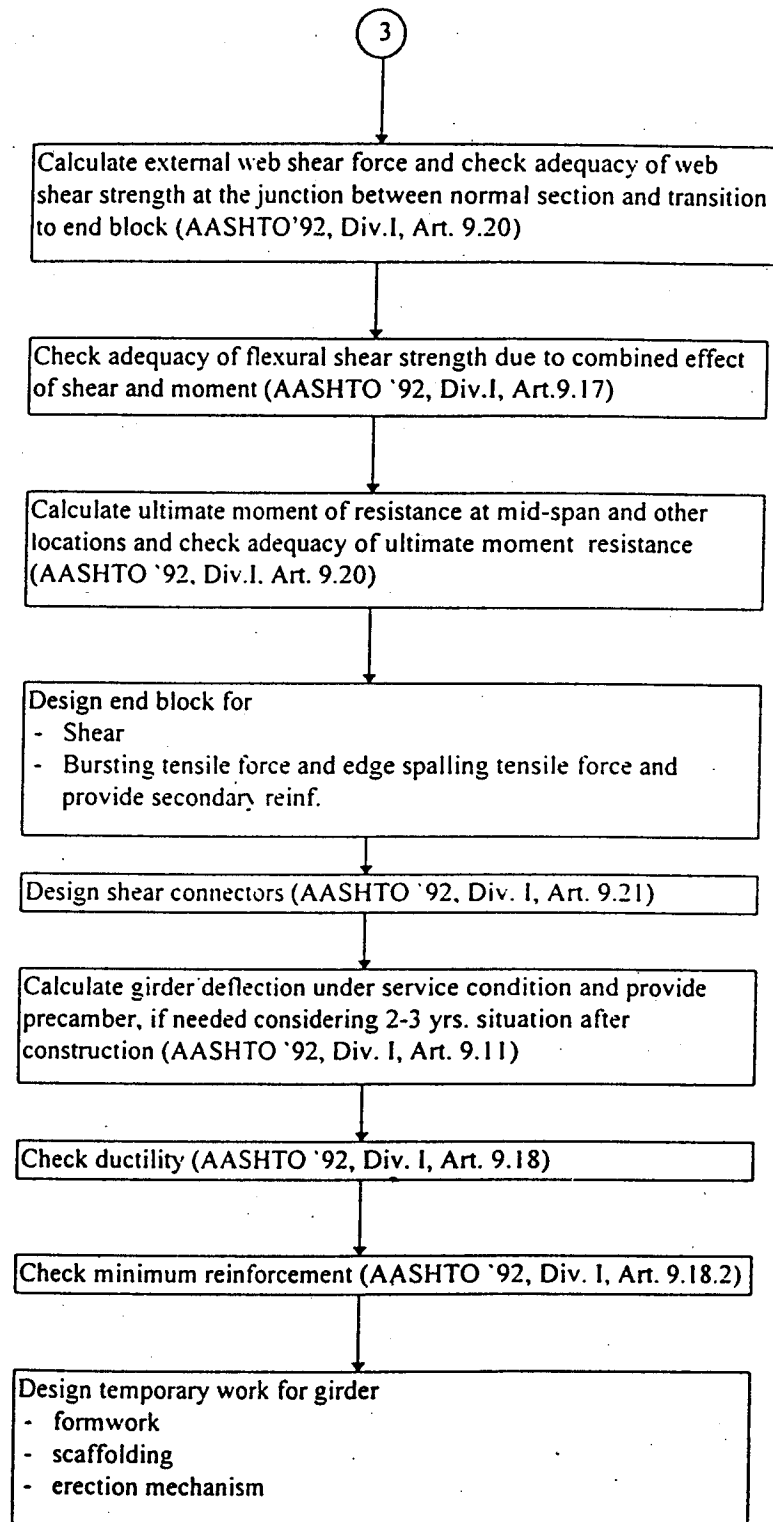 3
Calculate external web shear force and check adequacy of web
shear strength at the junction between normal section and transition
to end block (AASHTO'92, Div.I, Art. 9.20)
Check adequacy of flexural shear strength due to combined effect
of shear and moment (AASHTO '92, Div.I, Art.9.17)
Calculate ultimate moment of resistance at mid-span and other
locations and check adequacy of ultimate moment resistance
(AASHTO '92, Div.I. Art. 9.20)
Design end block for
- Shear
- Bursting tensile force and edge spalling tensile force and
provide secondary reinf.
Design shear connectors (AASHTO '92, Div. I, Art. 9.21)
Calculate girder deflection under service condition and provide
precamber, if needed considering 2-3 yrs. situation after
construction (AASHTO '92, Div. I, Art. 9.11)
Check ductility (AASHTO '92, Div. I, Art. 9.18)
Check minimum reinforcement (AASHTO '92, Div. I, Art. 9.18.2)
Design temporary work for girder
- formwork
- scaffolding
- erection mechanism